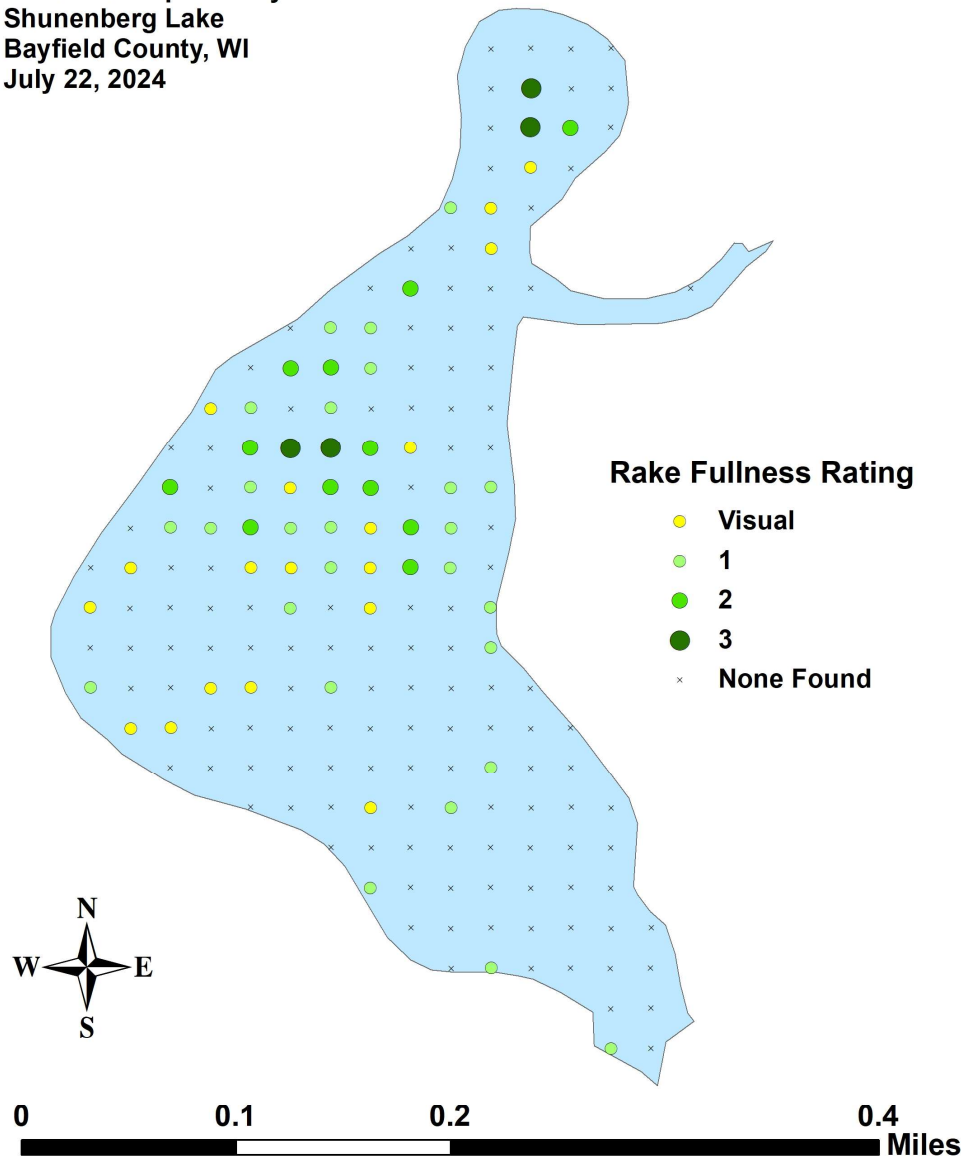 Shunenberg Lake
Bayfield County, WI
July 22, 2024
Rake Fullness Rating
Visual
1
2
3
None Found
N
W E
S
0 0.1 0.2 0.4
Miles